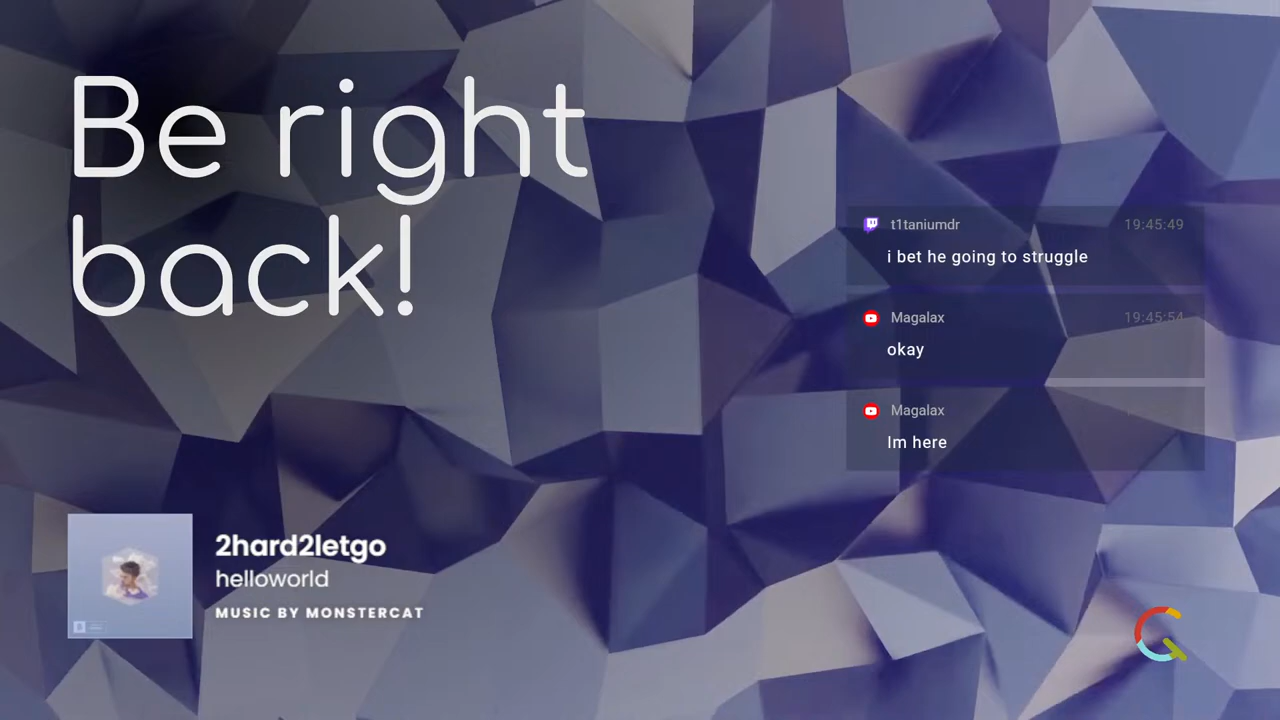 Be right
back!
t1taniumdr 19:45:49
i bet he going to struggle
Magalax 19:45:54
okay
Magalax
Im here
2hard2letgo
helloworld
MUSIC BY MONSTERCAT